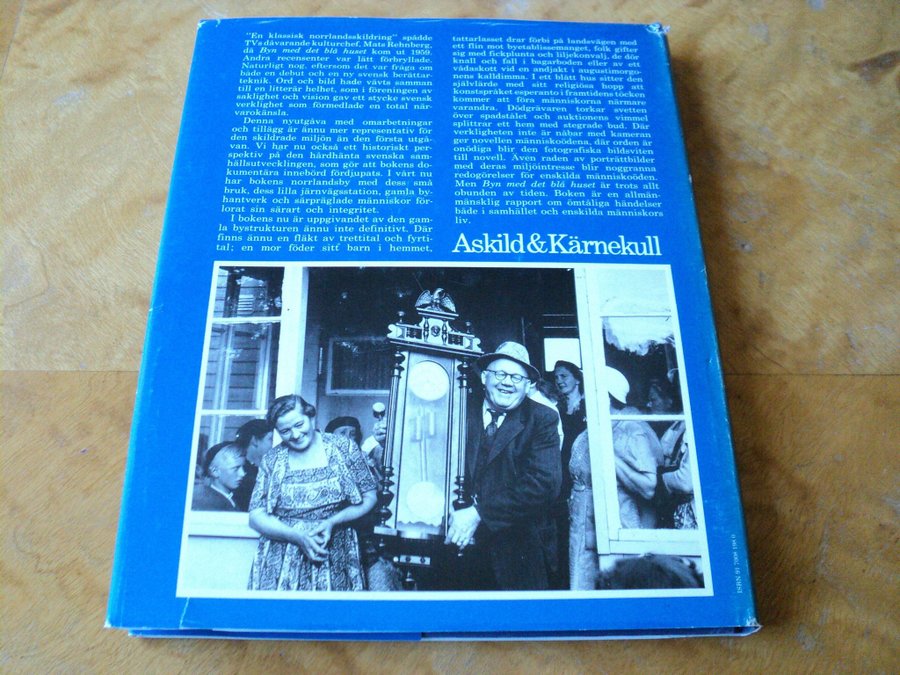 "En klassisk norrlandsskildring" spådde
TVs dåvarande kulturchef, Mats Rehnberg,
då Byn med det blå huset kom ut 1959.
Andra recensenter var lätt förbryllade.
Naturligt nog, eftersom det var fråga om
både en debut och en ny svensk berättar-
teknik. Ord och bild hade vävts samman
till en litterär helhet, som i föreningen av
saklighet och vision gav ett stycke svensk
verklighet som förmedlade en total när-
varokänsla.
Denna nyutgåva med omarbetningar
och tillägg är ännu mer representativ för
den skildrade miljön än den första utgå-
van. Vi har nu också ett historiskt per-
spektiv på den hårdhänta svenska sam-
hällsutvecklingen, som gör att bokens do-
kumentära innebörd fördjupats. I vårt nu
har bokens norrlandsby med dess små
bruk, dess lilla järnvägsstation, gamla by-
hantverk och särpräglade människor för-
lorat sin särart och integritet.
I bokens nu är uppgivandet av den gam-
la bystrukturen ännu inte definitivt. Där
finns ännu en fläkt av trettital och fyrti-
tal; en mor föder sitt barn i hemmet,
tattarlasset drar förbi på landsvägen med
ett flin mot byetablissemanget, folk gifter
sig med fickplunta och liljekonvalj, de dör
knall och fall i bagarboden eller av ett
vådaskott vid en andjakt i augustimorgo-
nens kalldimma. I ett blått hus sitter den
självlärde med sitt religiösa hopp att
konstspråket esperanto i framtidens töcken
kommer att föra människorna närmare
varandra. Dödgrävaren torkar svetten
över spadstålet och auktionens vimmel
splittrar ett hem med stegrade bud. Där
verkligheten inte är nåbar med kameran
ger novellen människoödena, där orden är
onödiga blir den fotografiska bildsviten
till novell. Även raden av porträttbilder
med deras miljöintresse blir noggranna
redogörelser för enskilda människoöden.
Men Byn med det blå huset är trots allt
obunden av tiden. Boken är en allmän-
mänsklig rapport om ömtåliga händelser
både i samhället och enskilda människors
liv.
Askild & Kärnekull
ISBN 91 7008 198 0